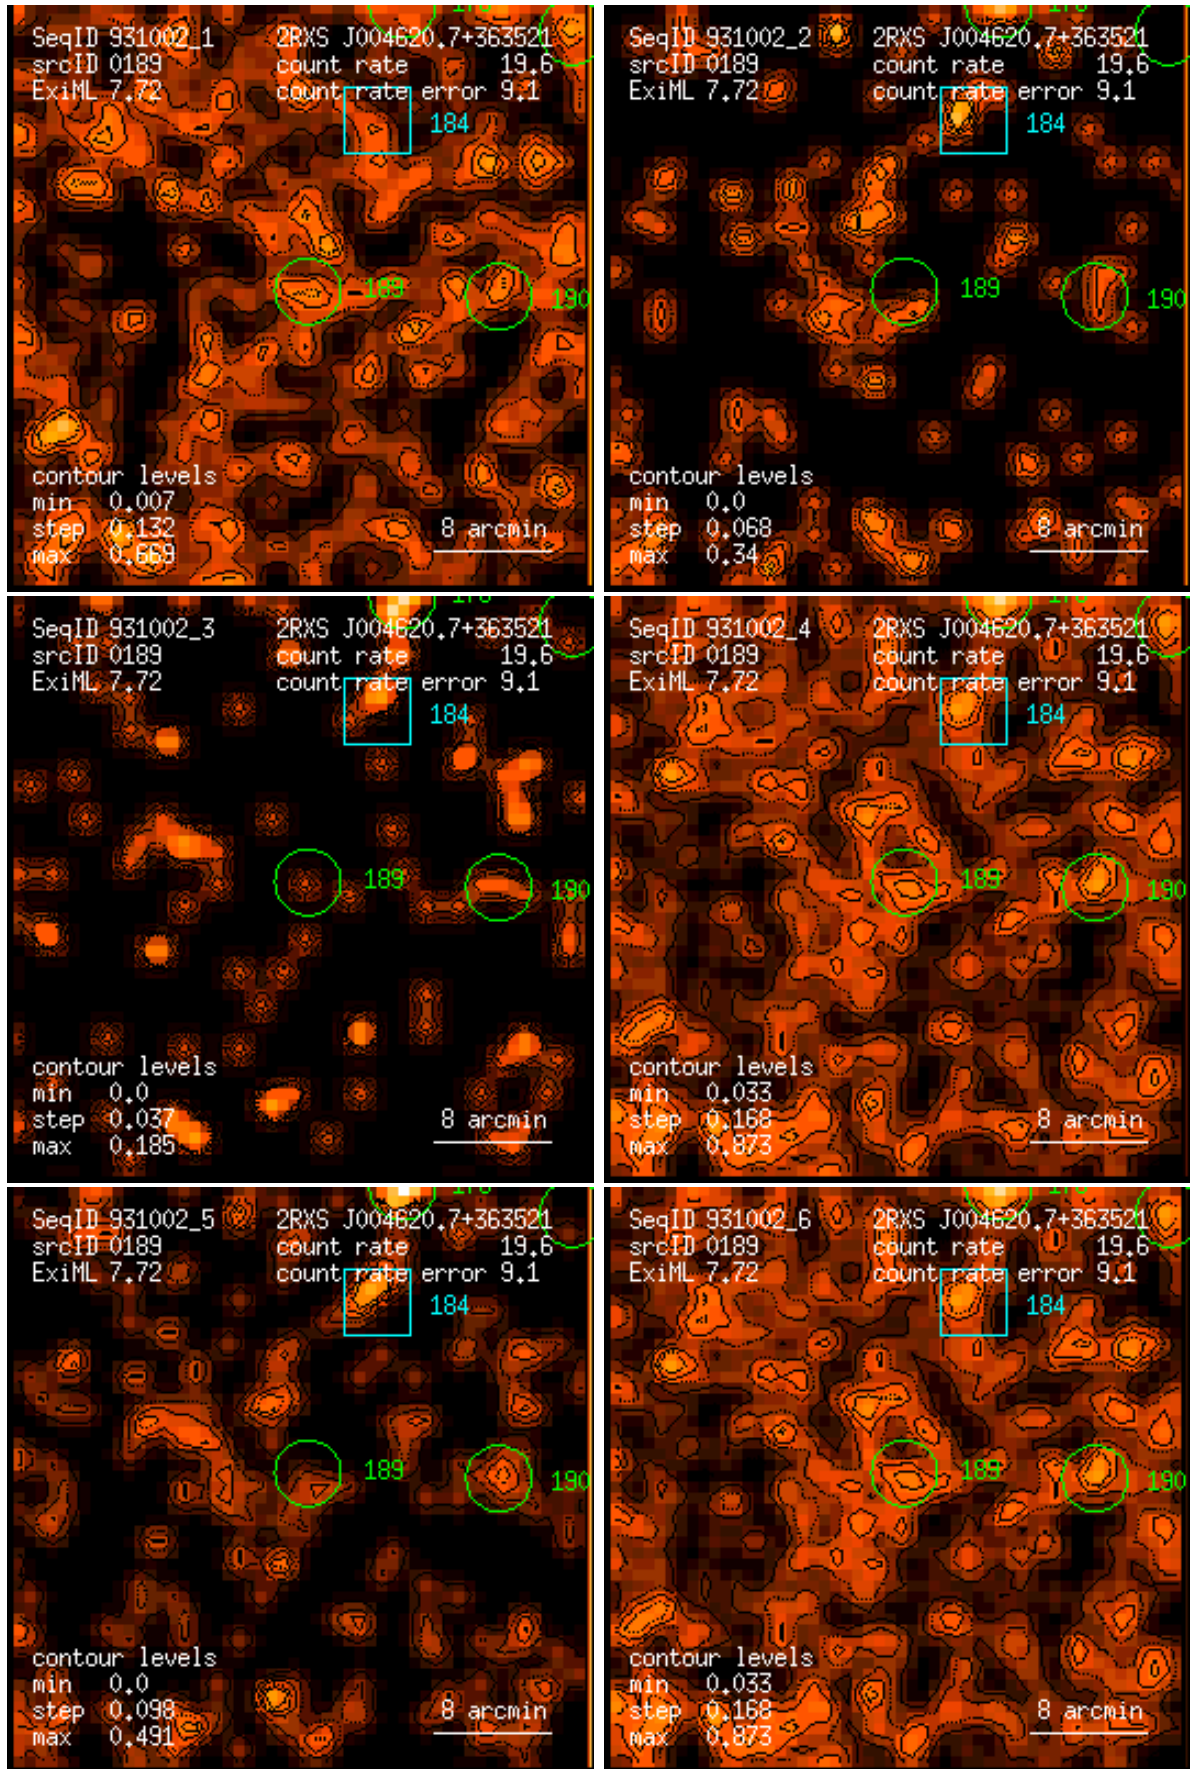 178
SeqID 931002_1 2RXS J004620.7+363521
srcID 0189 count rate 19.6
ExiML 7.72 count rate error 9.1
184
189
190
contour levels
min 0.007
step 0.132 8 arcmin
max 0.669
178
SeqID 931002_2 2RXS J004620.7+363521
srcID 0189 count rate 19.6
ExiML 7.72 count rate error 9.1
184
189
190
contour levels
min 0.0
step 0.068 8 arcmin
max 0.34
178
SeqID 931002_3 2RXS J004620.7+363521
srcID 0189 count rate 19.6
ExiML 7.72 count rate error 9.1
184
189
190
contour levels
min 0.0
step 0.037 8 arcmin
max 0.185
178
SeqID 931002_4 2RXS J004620.7+363521
srcID 0189 count rate 19.6
ExiML 7.72 count rate error 9.1
184
189
190
contour levels
min 0.033
step 0.168 8 arcmin
max 0.873
178
SeqID 931002_5 2RXS J004620.7+363521
srcID 0189 count rate 19.6
ExiML 7.72 count rate error 9.1
184
189
190
contour levels
min 0.0
step 0.098 8 arcmin
max 0.491
178
SeqID 931002_6 2RXS J004620.7+363521
srcID 0189 count rate 19.6
ExiML 7.72 count rate error 9.1
184
189
190
contour levels
min 0.033
step 0.168 8 arcmin
max 0.873